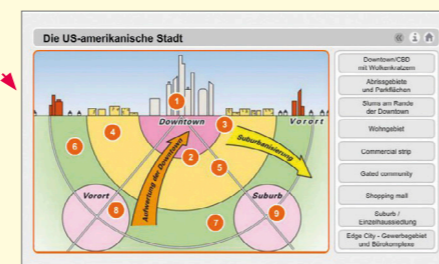 Die US-amerikanische Stadt
1
Downtown
3
Vorort
4
2
Suburbanisierung
6
5
Aufwertung der Downtown
Vorort
8
7
Suburb
9
Downtown/CBD
mit Wolkenkratzern
Abrissgebiete
und Parkflächen
Slums am Rande
der Downtown
Wohngebiet
Commercial strip
Gated community
Shopping mall
Suburb /
Einzelhaussiedlung
Edge City - Gewerbegebiet
und Bürokomplexe